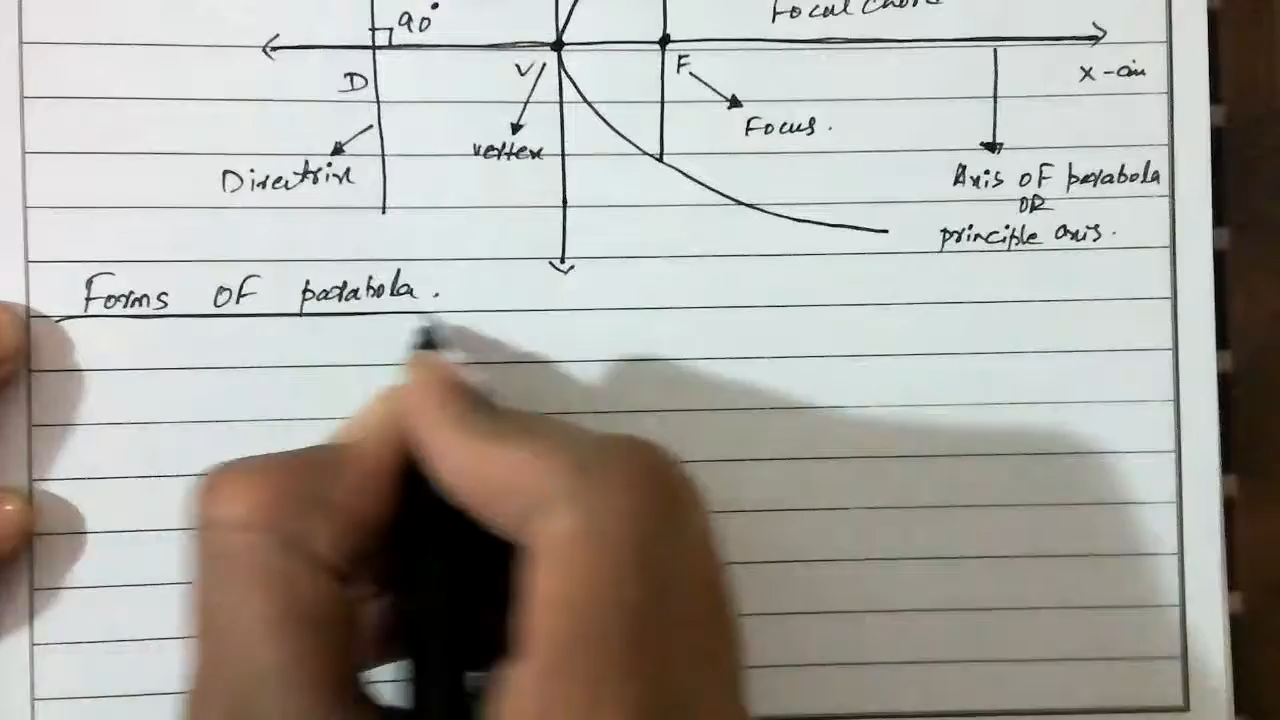 90°
Focal Chord
D
V
F
X-axis
Focus.
vertex
Directrix
Axis OF parabola
OR
principle axis.
Forms OF parabola.